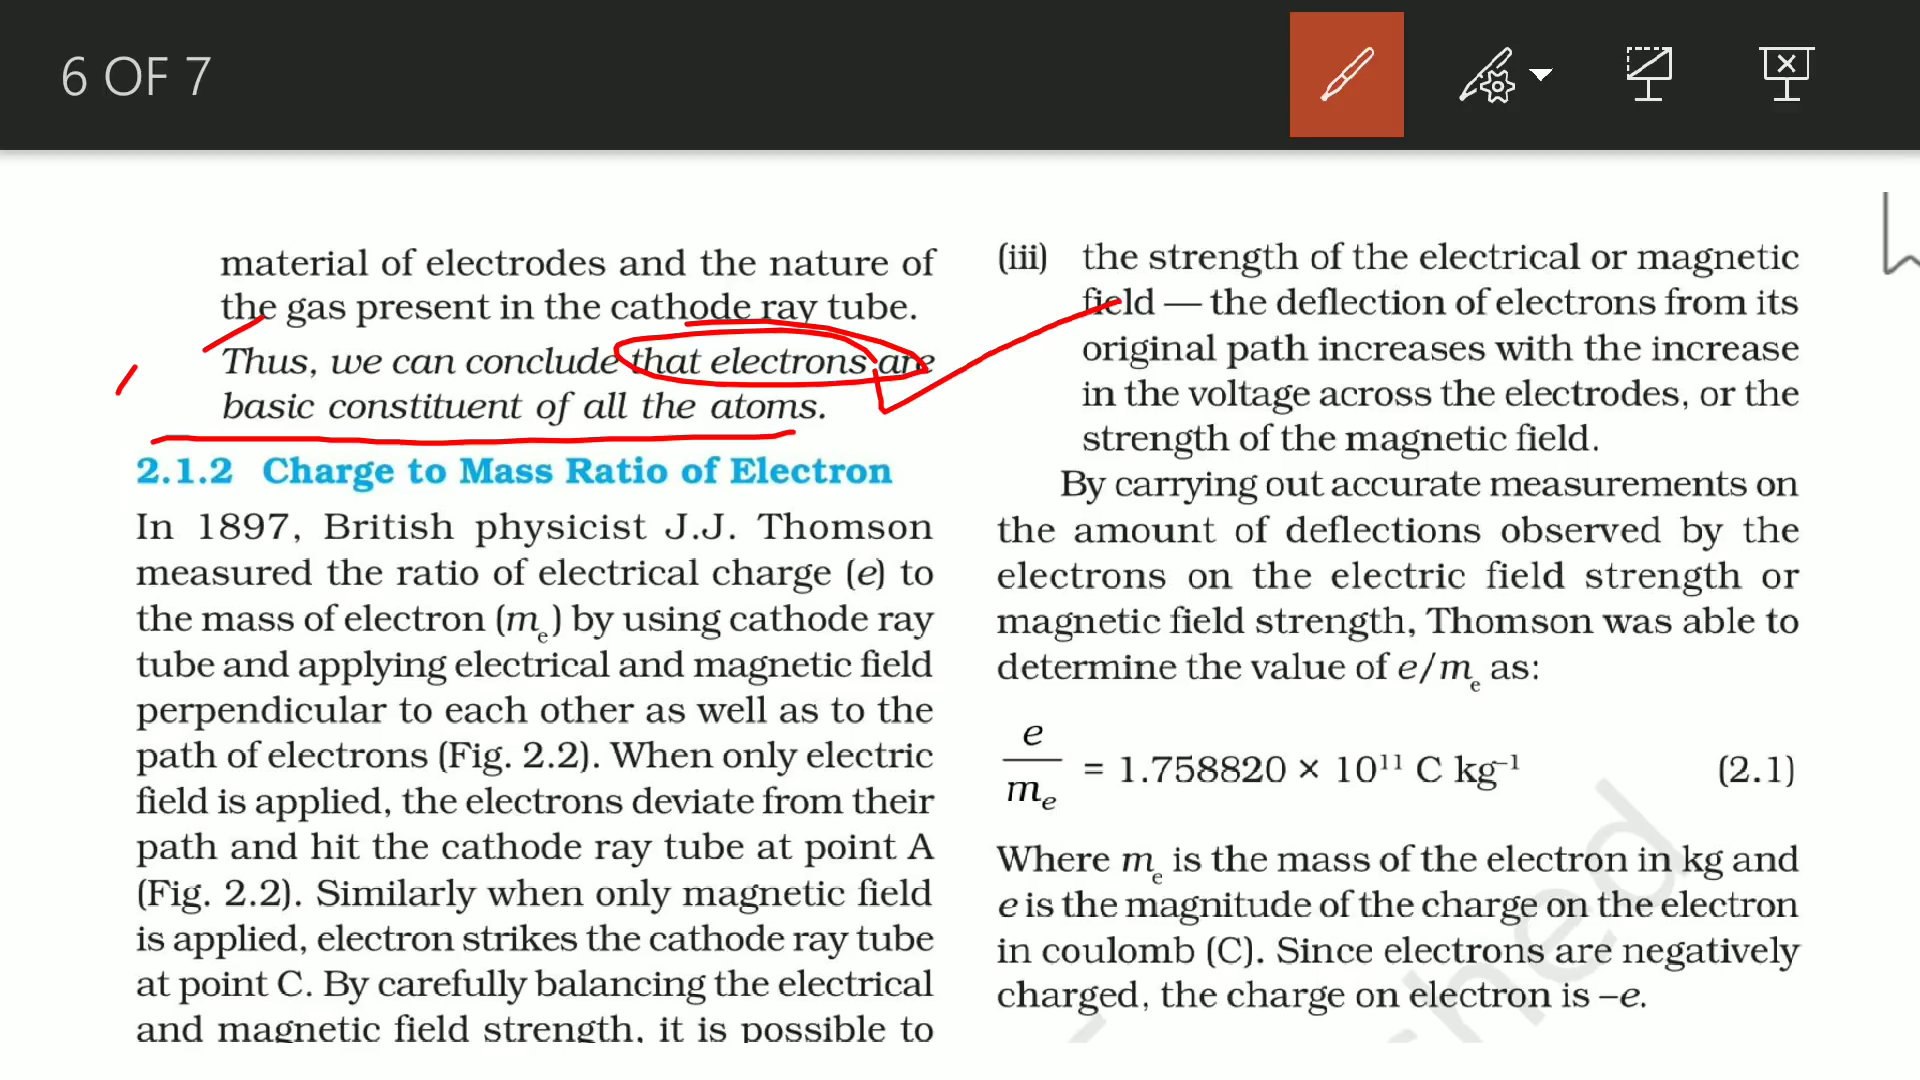 6 OF 7
material of electrodes and the nature of
the gas present in the cathode ray tube.
Thus, we can conclude that electrons are
basic constituent of all the atoms.
2.1.2 Charge to Mass Ratio of Electron
In 1897, British physicist J.J. Thomson
measured the ratio of electrical charge (e) to
the mass of electron (mₑ) by using cathode ray
tube and applying electrical and magnetic field
perpendicular to each other as well as to the
path of electrons (Fig. 2.2). When only electric
field is applied, the electrons deviate from their
path and hit the cathode ray tube at point A
(Fig. 2.2). Similarly when only magnetic field
is applied, electron strikes the cathode ray tube
at point C. By carefully balancing the electrical
and magnetic field strength, it is possible to
(iii) the strength of the electrical or magnetic
field — the deflection of electrons from its
original path increases with the increase
in the voltage across the electrodes, or the
strength of the magnetic field.
By carrying out accurate measurements on
the amount of deflections observed by the
electrons on the electric field strength or
magnetic field strength, Thomson was able to
determine the value of e/mₑ as:
e/mₑ = 1.758820 × 10¹¹ C kg⁻¹ (2.1)
Where mₑ is the mass of the electron in kg and
e is the magnitude of the charge on the electron
in coulomb (C). Since electrons are negatively
charged, the charge on electron is –e.